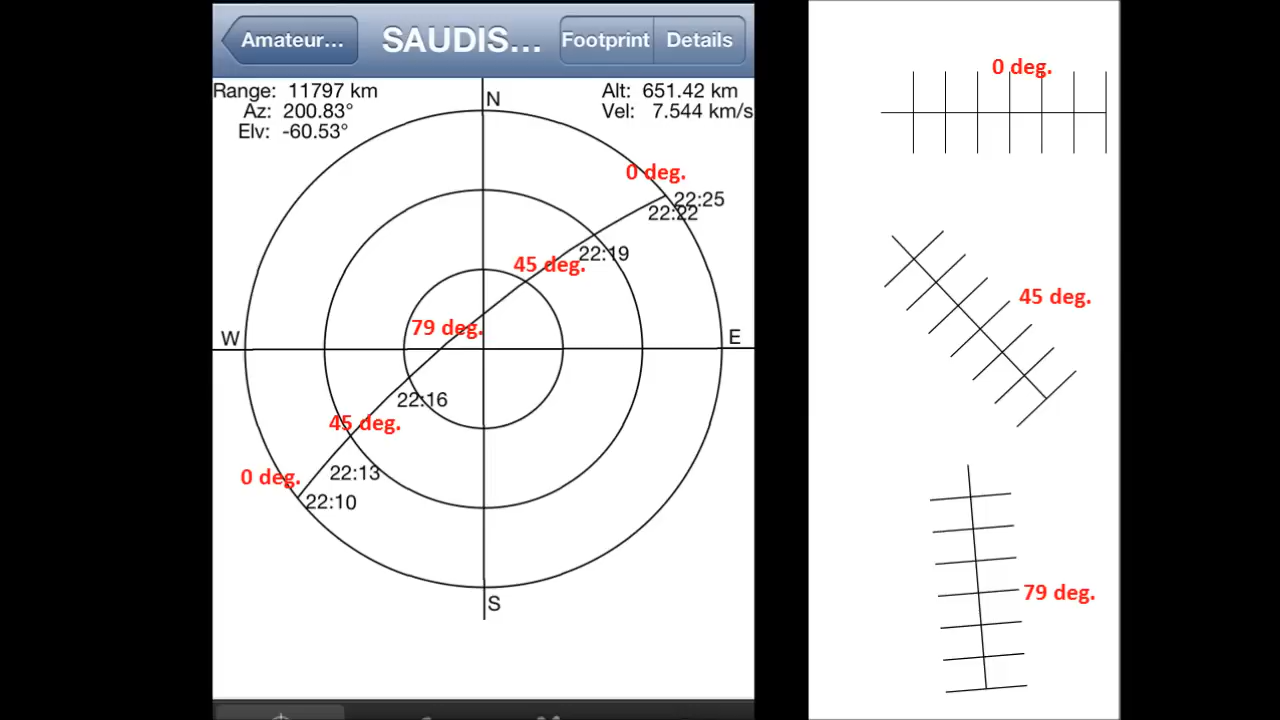 Amateur...
SAUDIS...
Footprint
Details
Range: 11797 km
Az: 200.83°
Elv: -60.53°
Alt: 651.42 km
Vel: 7.544 km/s
N
0 deg.
22:25
22:22
22:19
45 deg.
79 deg.
W
E
22:16
45 deg.
0 deg.
22:13
22:10
S
0 deg.
45 deg.
79 deg.